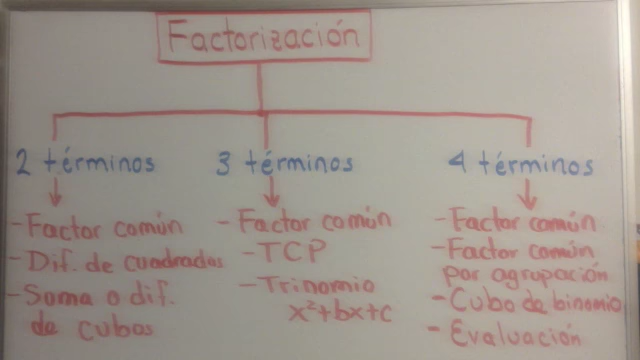 Factorización
2 términos
- Factor común
- Dif. de cuadrados
- Suma o dif.
de cubos
3 términos
- Factor común
- TCP
- Trinomio
x²+bx+c
4 términos
- Factor común
- Factor común
por agrupación
- Cubo de binomio
- Evaluación